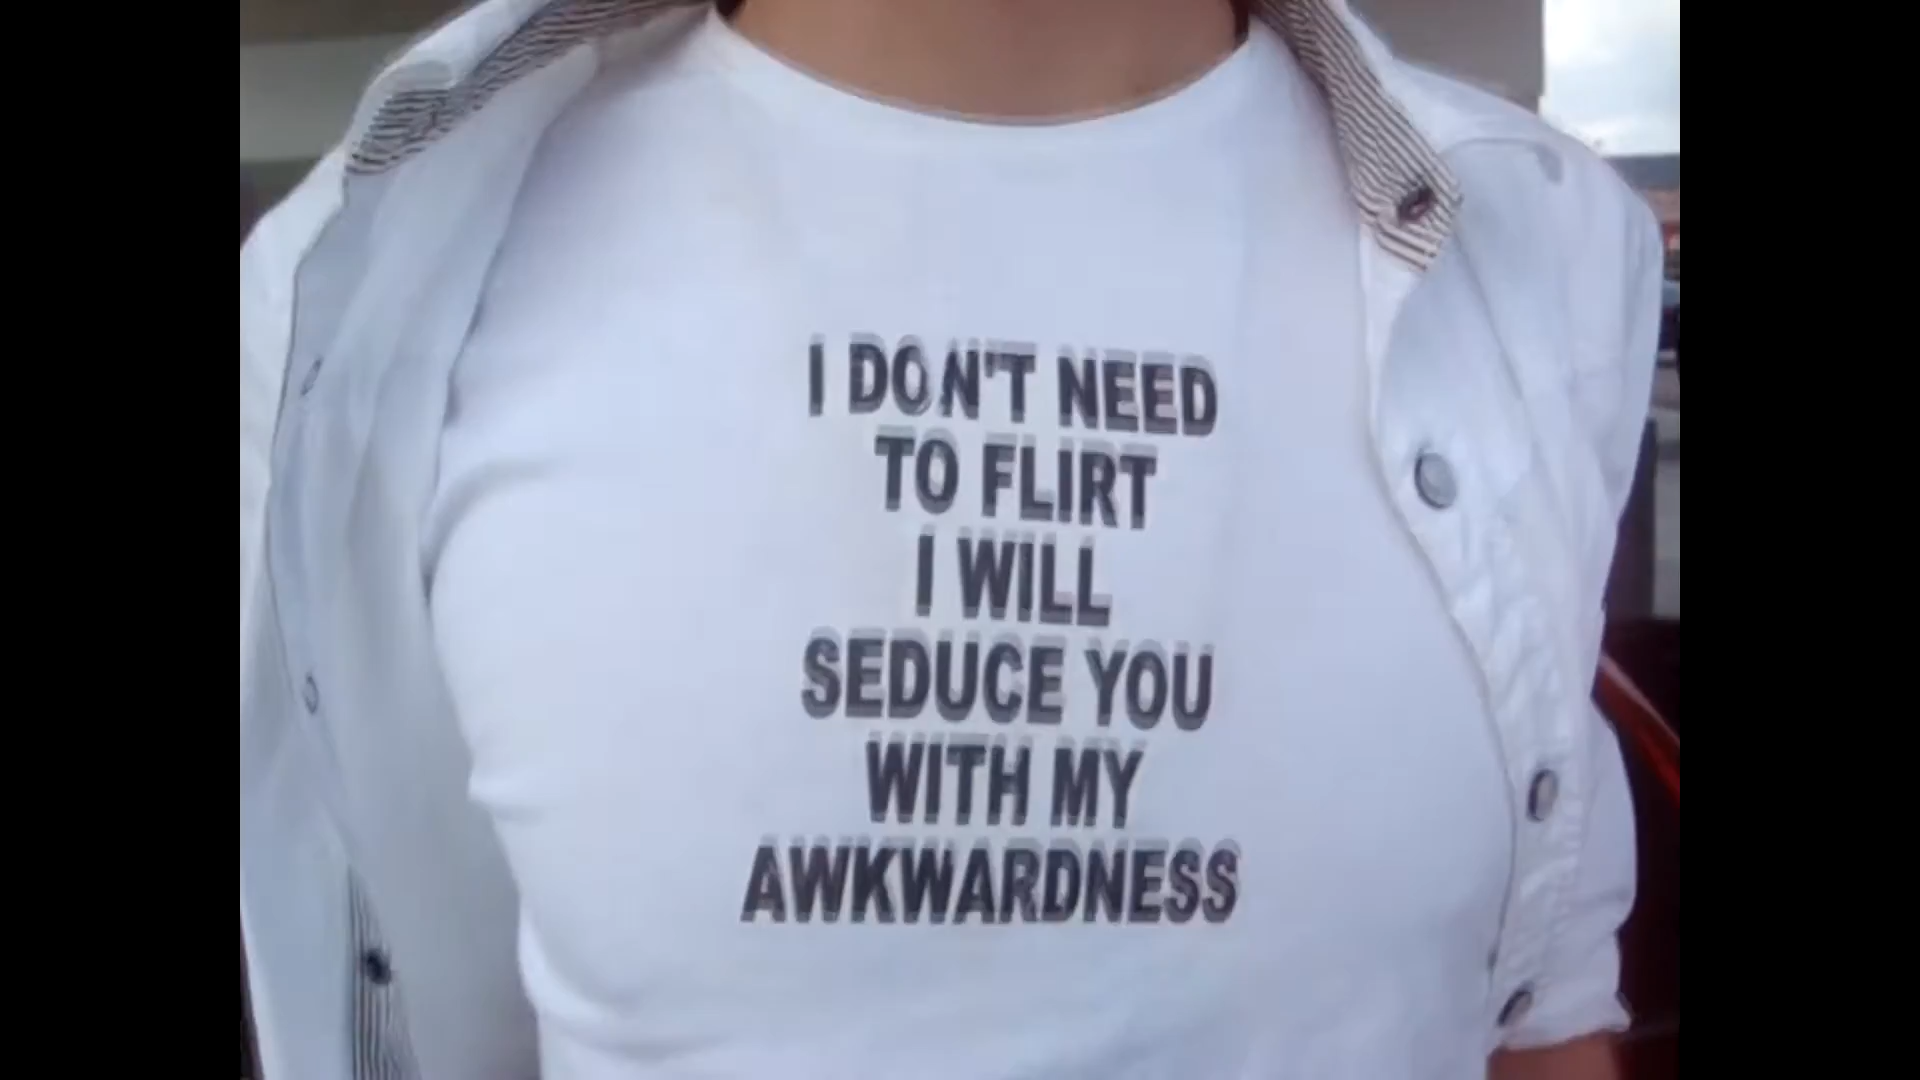 I DON'T NEED
TO FLIRT
I WILL
SEDUCE YOU
WITH MY
AWKWARDNESS